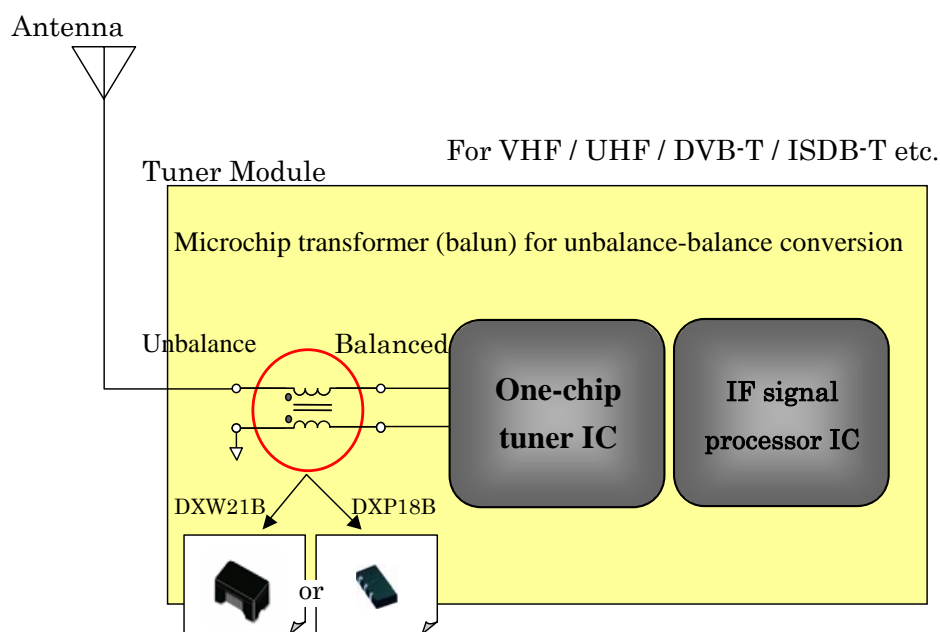 Antenna
For VHF / UHF / DVB-T / ISDB-T etc.
Tuner Module
Microchip transformer (balun) for unbalance-balance conversion
Unbalance
Balanced
One-chip
tuner IC
IF signal
processor IC
DXW21B
DXP18B
or